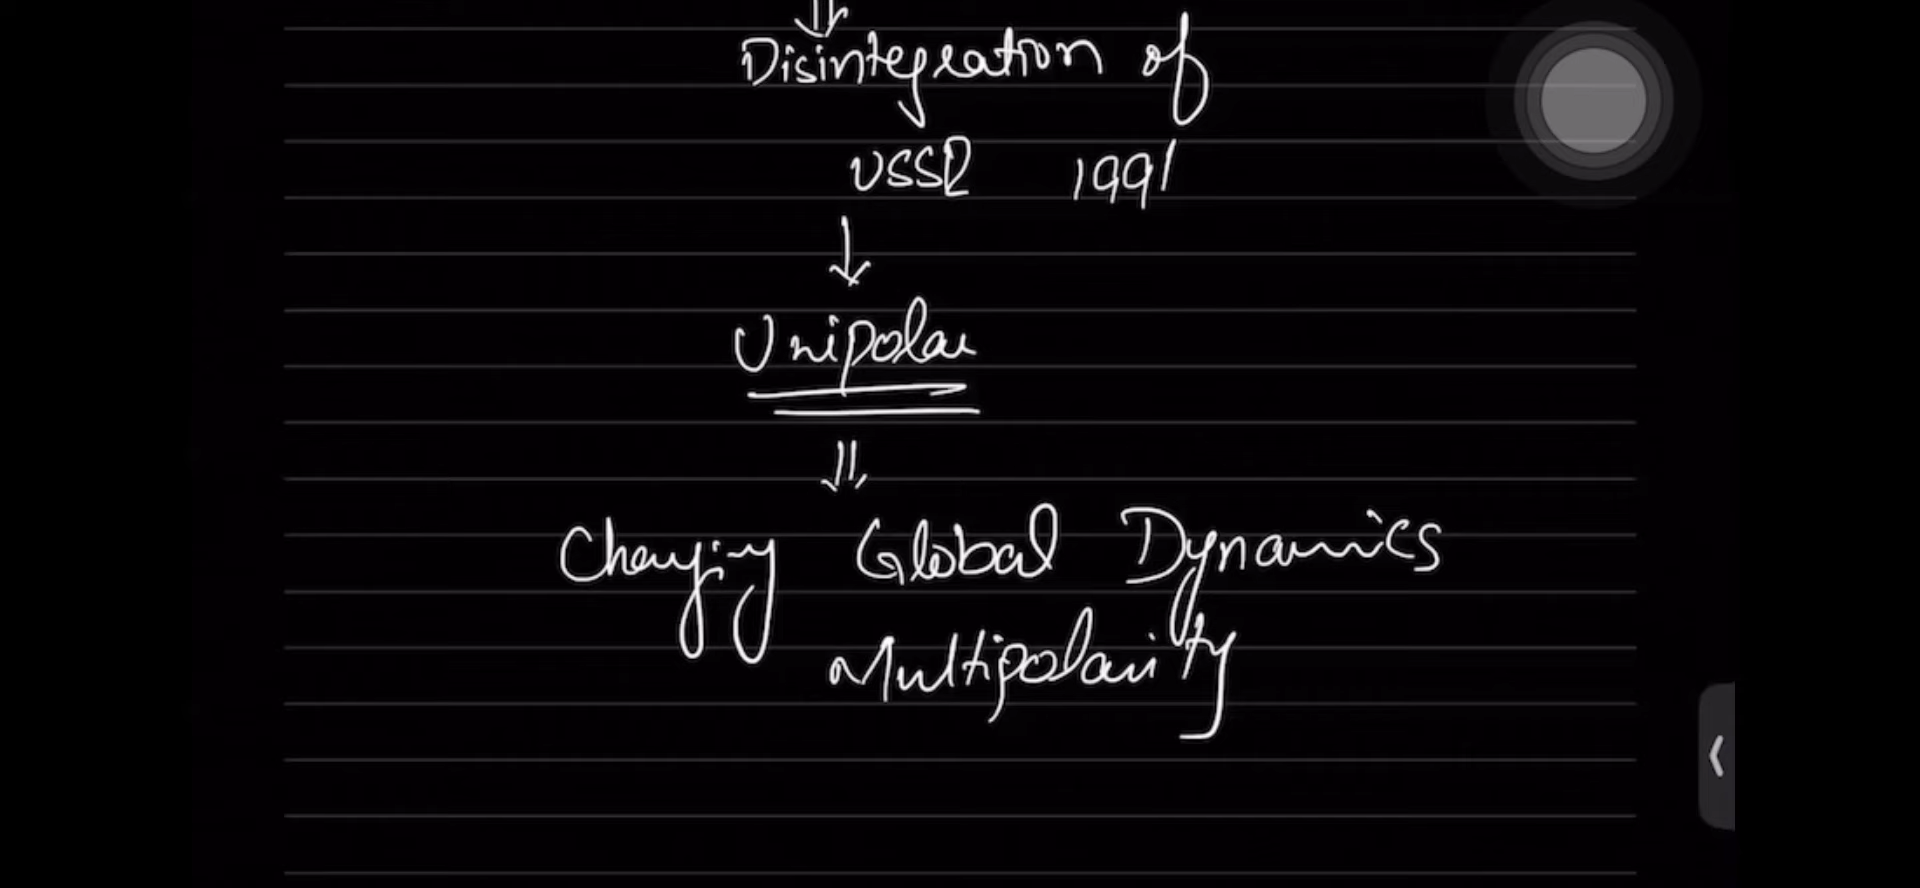 Disintegration of
USSR 1991
Unipolar
Changing Global Dynamics
Multipolarity